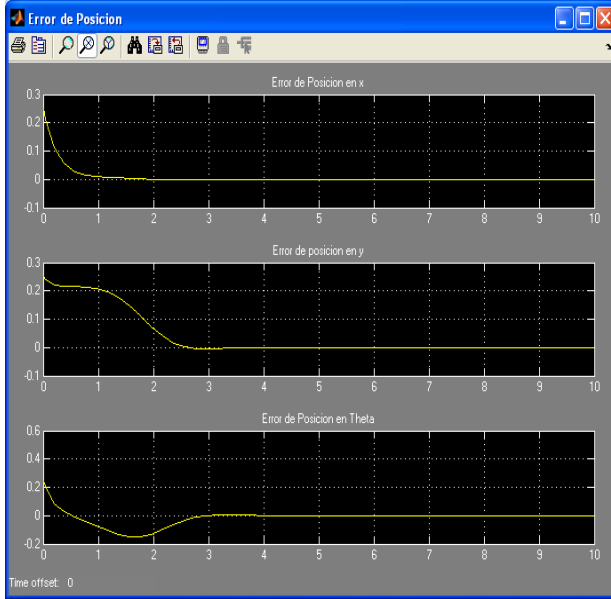 Error de Posicion
Error de Posicion en x
0.3
0.2
0.1
0
-0.1
0 1 2 3 4 5 6 7 8 9 10
Error de posicion en y
0.3
0.2
0.1
0
-0.1
0 1 2 3 4 5 6 7 8 9 10
Error de Posicion en Theta
0.6
0.4
0.2
0
-0.2
0 1 2 3 4 5 6 7 8 9 10
Time offset: 0